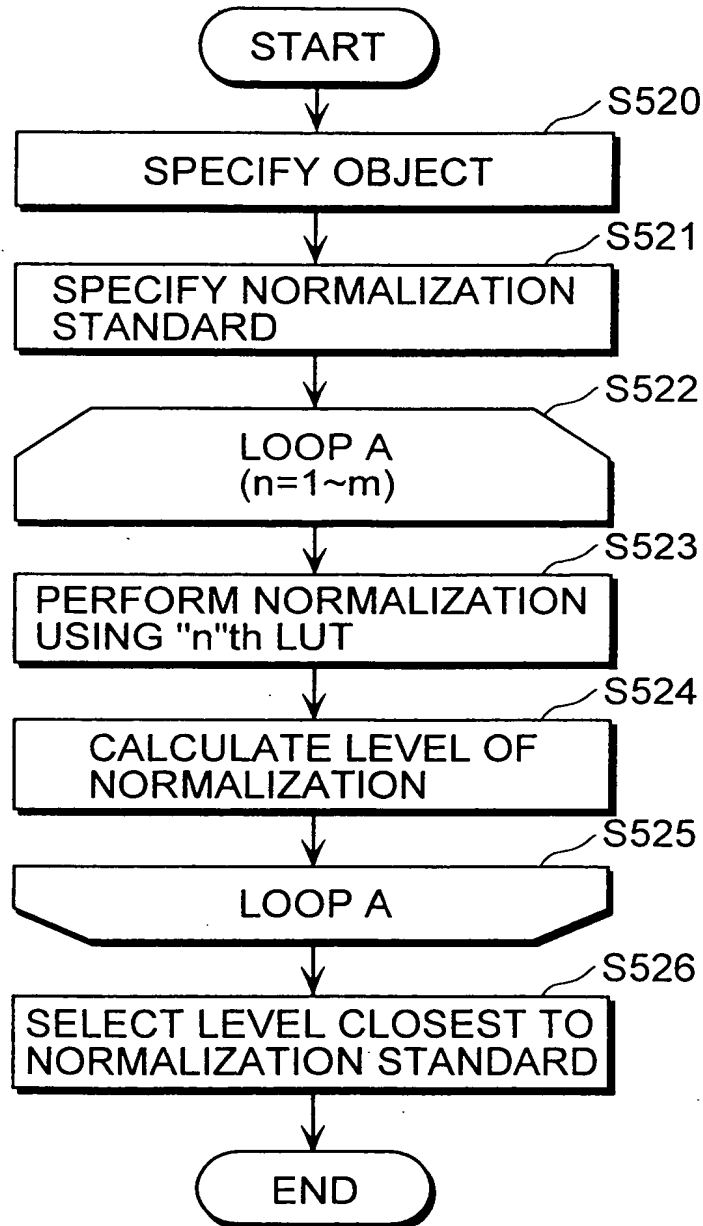 START
S520
SPECIFY OBJECT
S521
SPECIFY NORMALIZATION
STANDARD
S522
LOOP A
(n=1~m)
S523
PERFORM NORMALIZATION
USING "n"th LUT
S524
CALCULATE LEVEL OF
NORMALIZATION
S525
LOOP A
S526
SELECT LEVEL CLOSEST TO
NORMALIZATION STANDARD
END